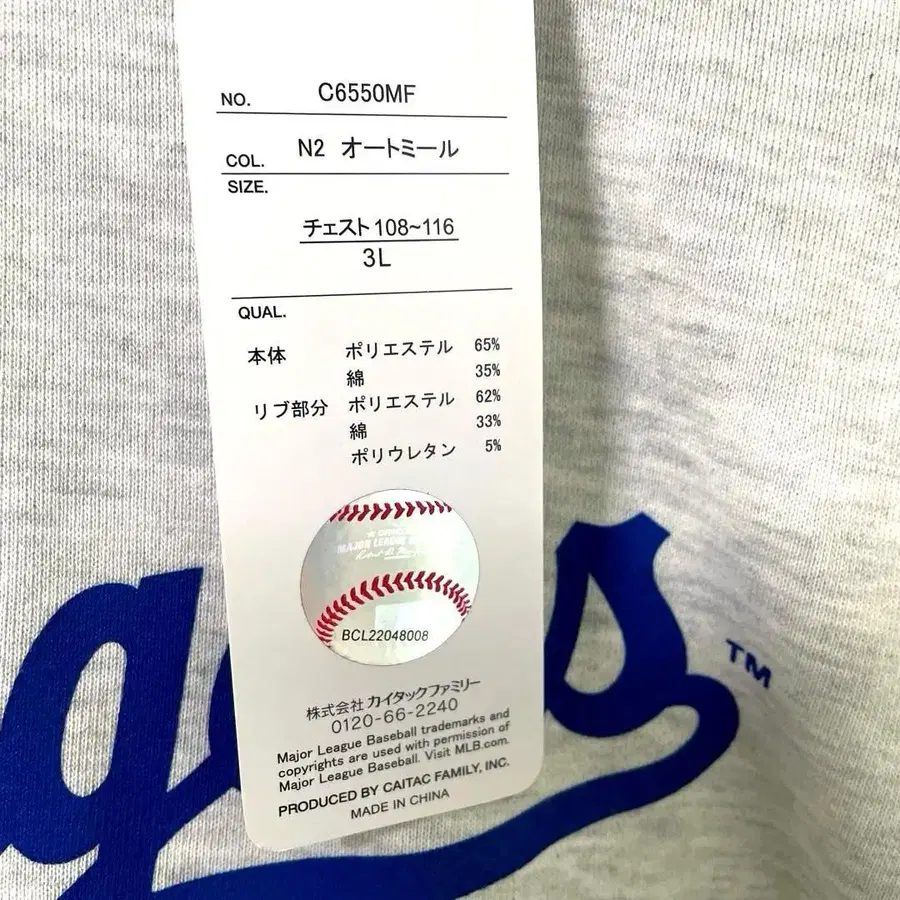 NO. C6550MF
COL. N2 オートミール
SIZE.
チェスト 108~116
3L
QUAL.
本体 ポリエステル 65%
綿 35%
リブ部分 ポリエステル 62%
綿 33%
ポリウレタン 5%
MAJOR LEAGUE
BCL22048008
株式会社 カイタックファミリー
0120-66-2240
Major League Baseball trademarks and
copyrights are used with permission of
Major League Baseball. Visit MLB.com.
PRODUCED BY CAITAC FAMILY, INC.
MADE IN CHINA
TM